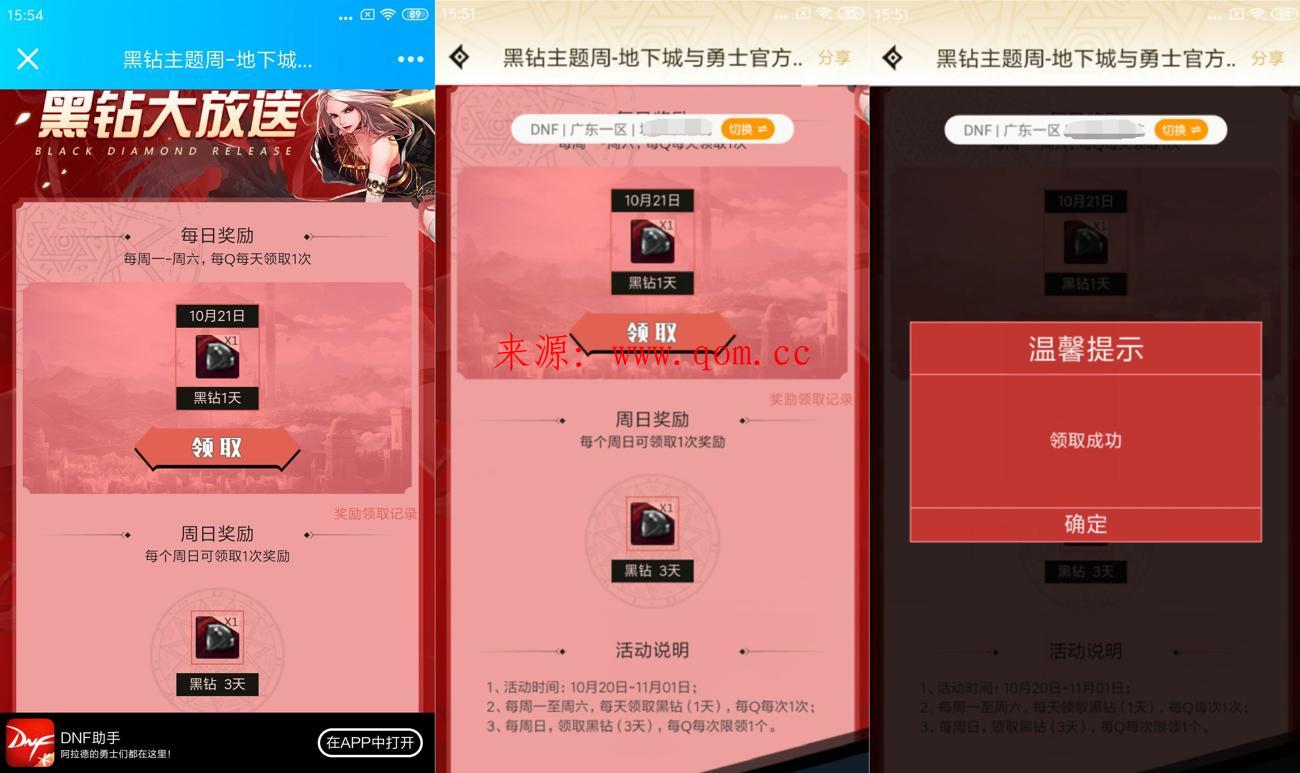 15:54
89
黑钻主题周-地下城...
黑钻大放送
BLACK DIAMOND RELEASE
每日奖励
每周一-周六, 每Q每天领取1次
10月21日
X1
黑钻1天
领取
奖励领取记录
周日奖励
每个周日可领取1次奖励
X1
黑钻 3天
DNF助手
阿拉德的勇士们都在这里!
在APP中打开
15:51
黑钻主题周-地下城与勇士官方..
分享
DNF | 广东一区 |
切换
10月21日
X1
黑钻1天
领取
来源: www.qom.cc
奖励领取记录
周日奖励
每个周日可领取1次奖励
X1
黑钻 3天
活动说明
1、活动时间: 10月20日-11月01日;
2、每周一至周六, 每天领取黑钻 (1天) , 每Q每次1次;
3、每周日, 领取黑钻 (3天) , 每Q每次限领1个。
15:51
黑钻主题周-地下城与勇士官方..
分享
DNF | 广东一区
切换
10月21日
X1
黑钻1天
温馨提示
领取成功
确定
黑钻 3天
活动说明
1、活动时间: 10月20日-11月01日;
2、每周一至周六, 每天领取黑钻 (1天) , 每Q每次1次;
3、每周日, 领取黑钻 (3天) , 每Q每次限领1个。